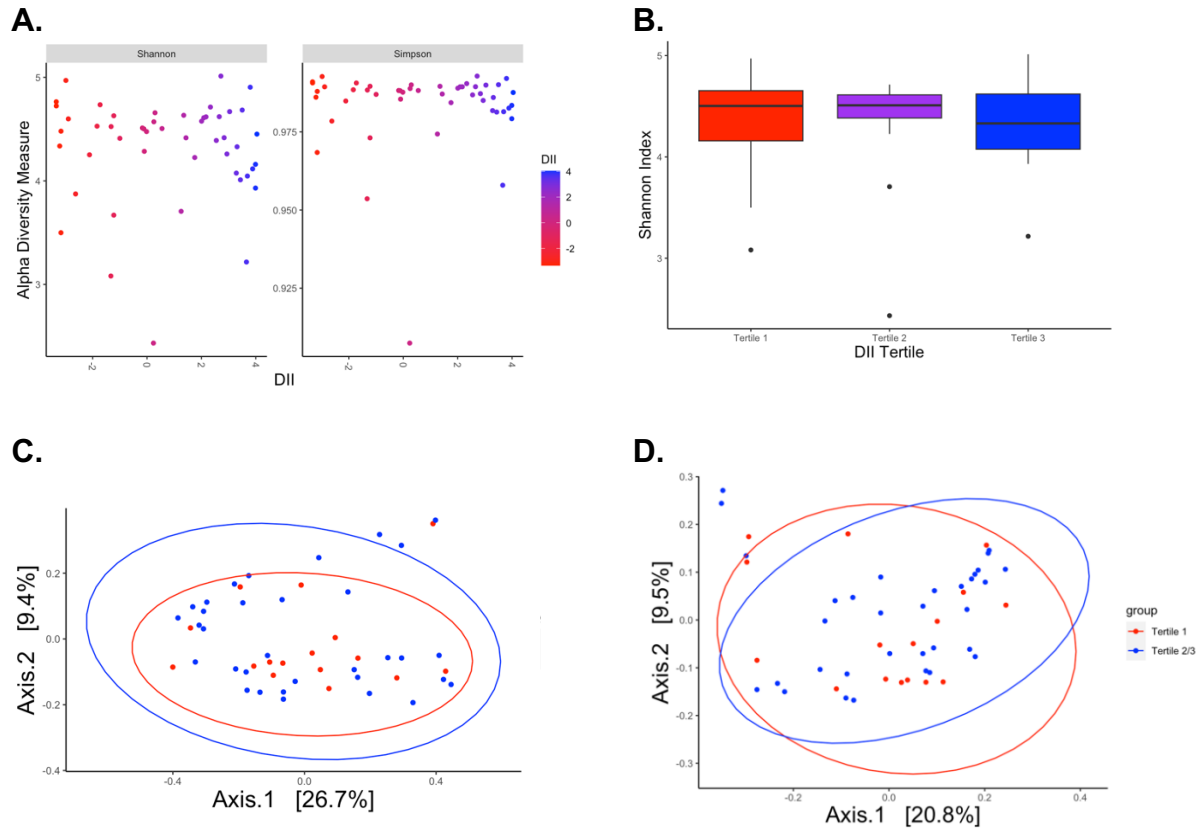 A.
Shannon
Simpson
Alpha Diversity Measure
5
4
3
0.975
0.950
0.925
-2
0
2
4
-2
0
2
4
DII
DII
4
2
0
-2
B.
Shannon Index
5
4
3
Tertile 1
Tertile 2
Tertile 3
DII Tertile
C.
Axis.2 [9.4%]
0.2
0.0
-0.2
-0.4
-0.4
0.0
0.4
Axis.1 [26.7%]
D.
Axis.2 [9.5%]
0.3
0.2
0.1
0.0
-0.1
-0.2
-0.3
-0.2
0.0
0.2
0.4
Axis.1 [20.8%]
group
Tertile 1
Tertile 2/3